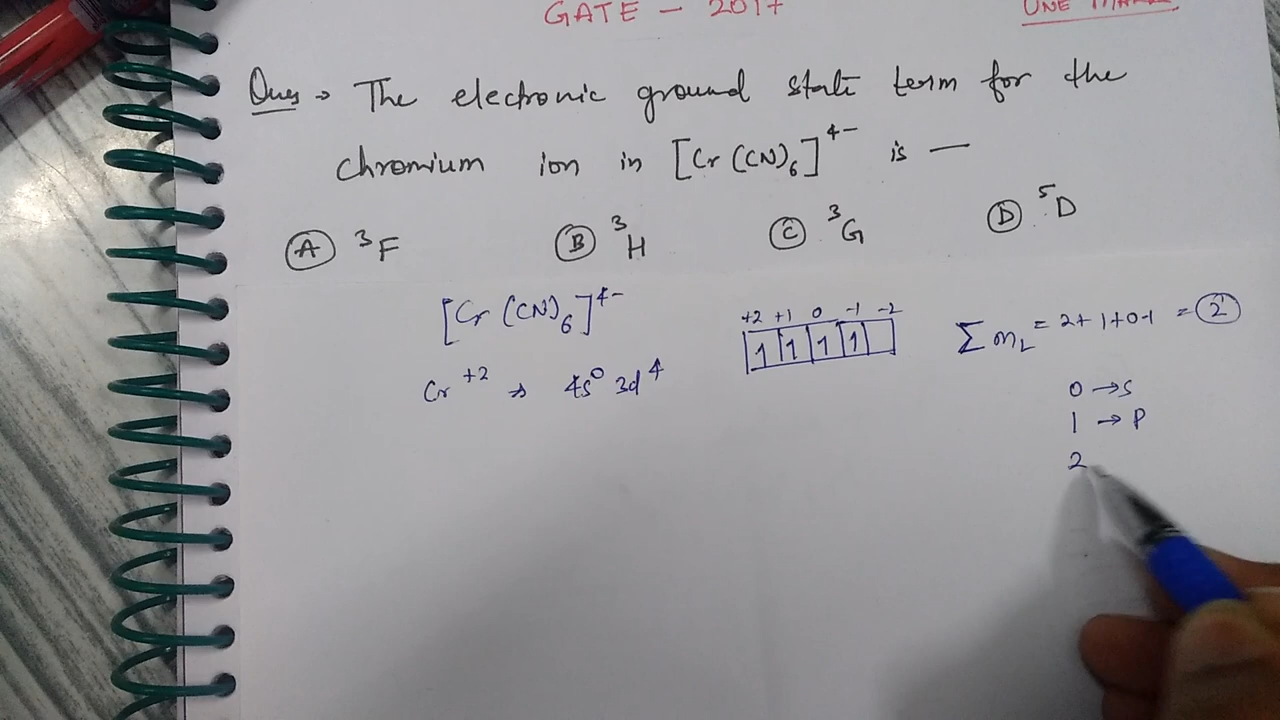 GATE - 2017
ONE
Ques → The electronic ground state term for the
chromium ion in [Cr(CN)₆]⁴⁻ is —
Ⓐ ³F Ⓑ ³H Ⓒ ³G Ⓓ ⁵D
[Cr(CN)₆]⁴⁻
Cr⁺² → 4s⁰ 3d⁴
+2 +1 0 -1 -2
1 1 1 1
Σm_L = 2+1+0-1 = 2
0 → S
1 → P
2